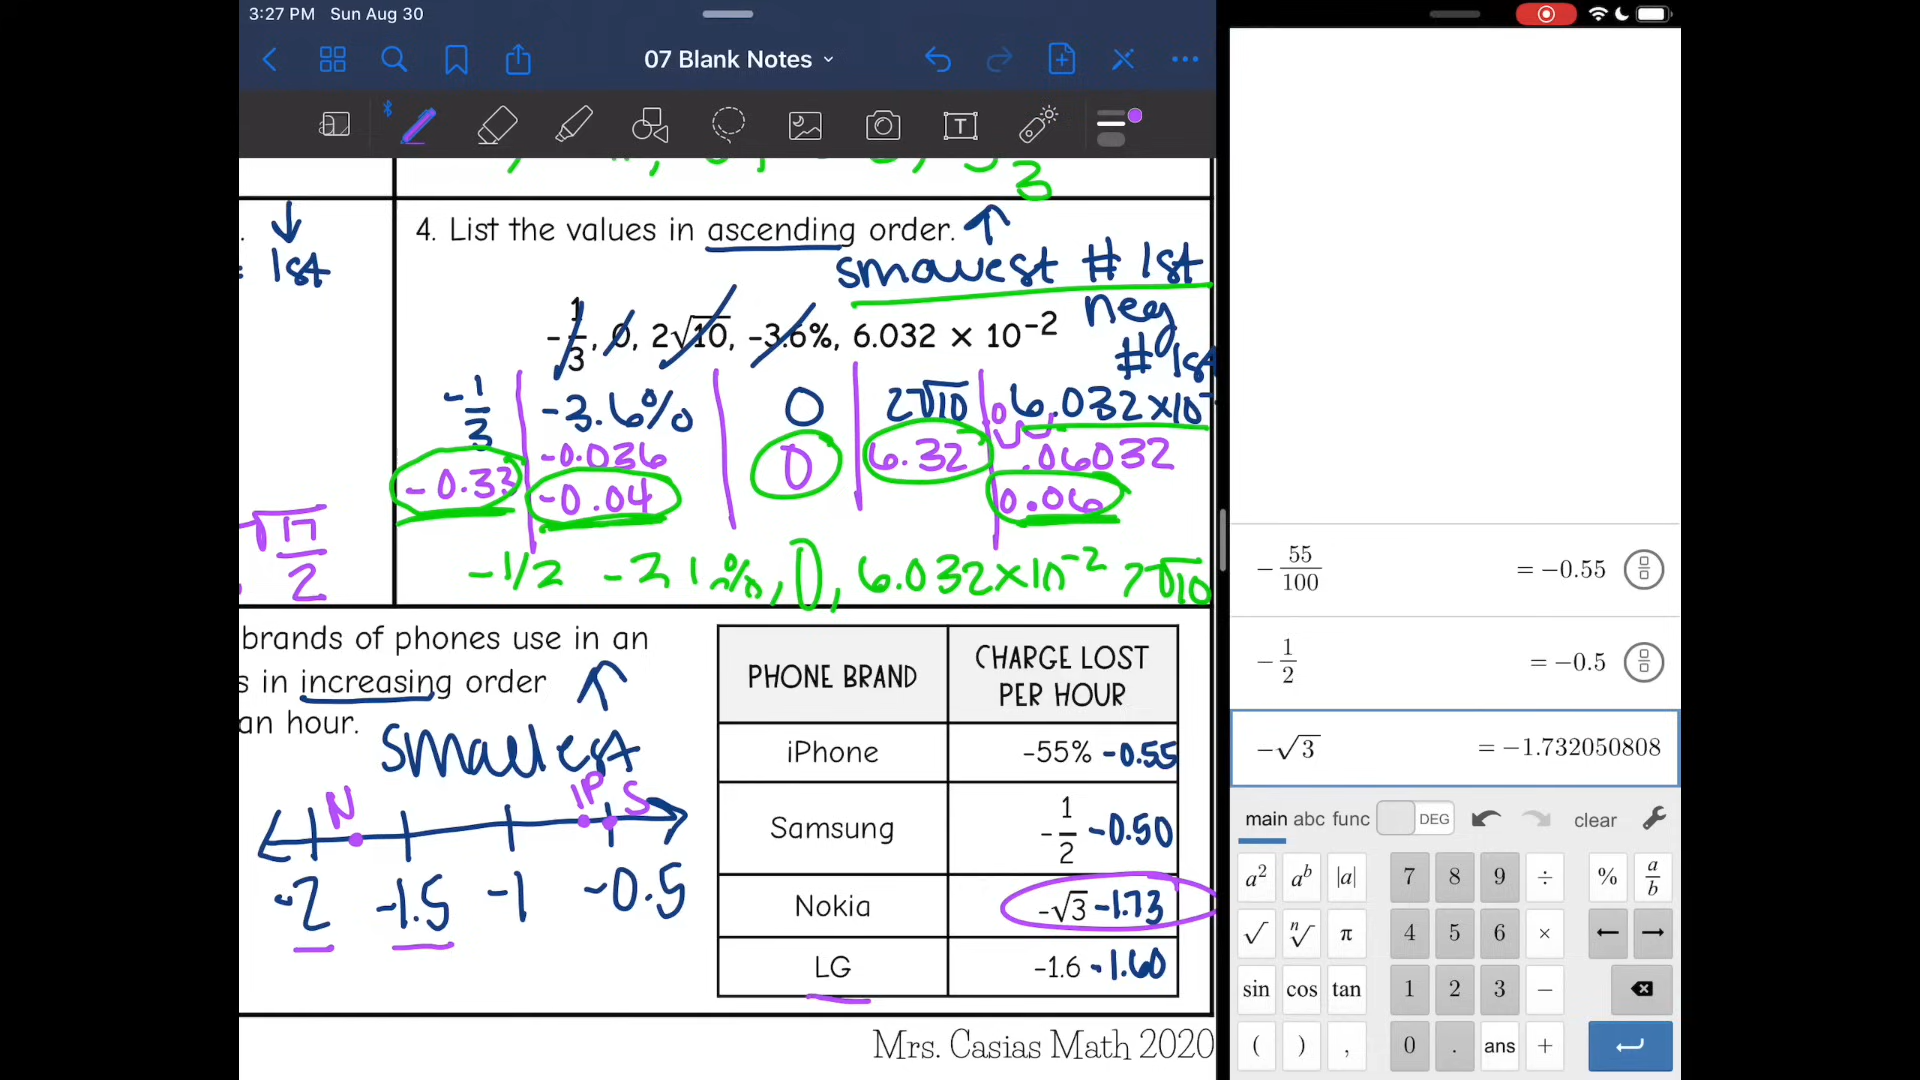 3:27 PM Sun Aug 30
07 Blank Notes
. ↓
= 1st
√17
2
3
4. List the values in ascending order. ↑
smallest # 1st
neg
# 1st
-1/3, 0, 2√10, -3.6%, 6.032 × 10⁻²
-1/3 -3.6% 0 2√10 6.032×10⁻
-0.036 6.32 .06032
-0.33 -0.04 0 0.06
0, 6.032×10⁻² 2√10
brands of phones use in an
s in increasing order ↑
an hour.
smallest
N IP S
-2 -1.5 -1 -0.5
PHONE BRAND CHARGE LOST PER HOUR
iPhone -55% -0.55
Samsung -1/2 -0.50
Nokia -√3 -1.73
LG -1.6 -1.60
Mrs. Casias Math 2020
-55/100 = -0.55
-1/2 = -0.5
-√3 = -1.732050808
main abc func DEG clear
a² aᵇ |a| 7 8 9 ÷ % a/b
√ ⁿ√ π 4 5 6 × ← →
sin cos tan 1 2 3 −
( ) , 0 . ans +